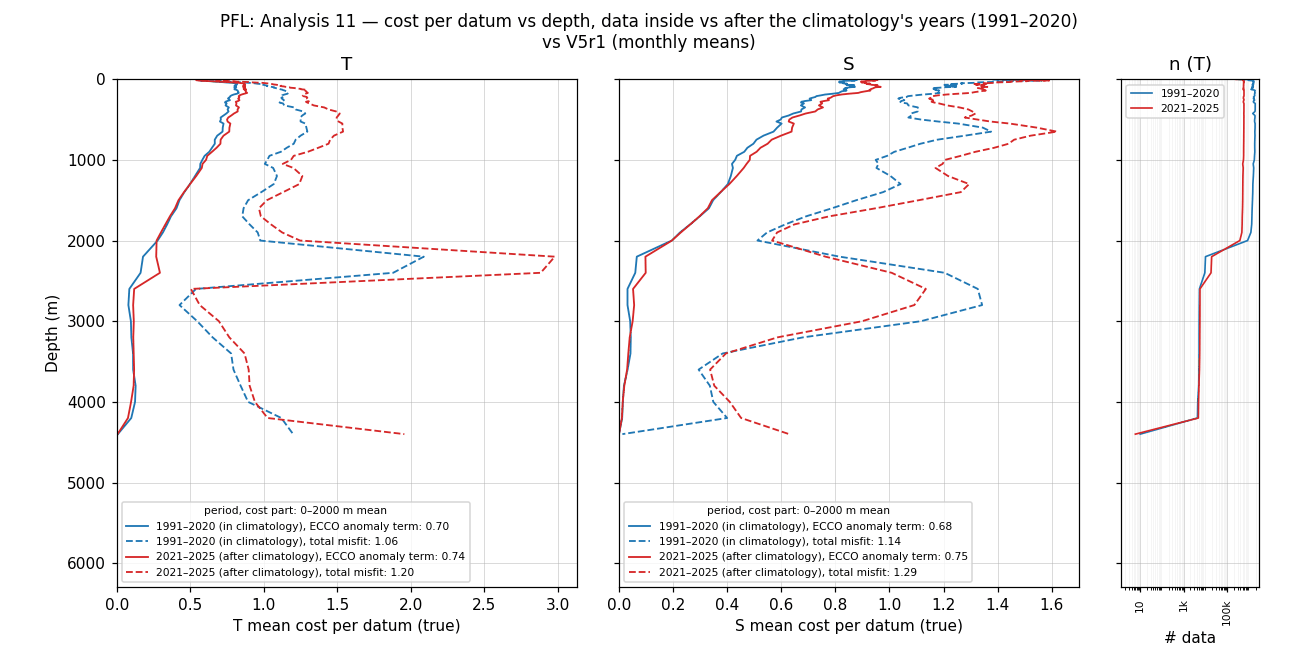 PFL: Analysis 11 — cost per datum vs depth, data inside vs after the climatology's years (1991–2020)
vs V5r1 (monthly means)
T
S
n (T)
0
1000
2000
3000
4000
5000
6000
Depth (m)
period, cost part: 0–2000 m mean
1991–2020 (in climatology), ECCO anomaly term: 0.70
1991–2020 (in climatology), total misfit: 1.06
2021–2025 (after climatology), ECCO anomaly term: 0.74
2021–2025 (after climatology), total misfit: 1.20
0.0 0.5 1.0 1.5 2.0 2.5 3.0
T mean cost per datum (true)
period, cost part: 0–2000 m mean
1991–2020 (in climatology), ECCO anomaly term: 0.68
1991–2020 (in climatology), total misfit: 1.14
2021–2025 (after climatology), ECCO anomaly term: 0.75
2021–2025 (after climatology), total misfit: 1.29
0.0 0.2 0.4 0.6 0.8 1.0 1.2 1.4 1.6
S mean cost per datum (true)
1991–2020
2021–2025
10 1k 100k
# data